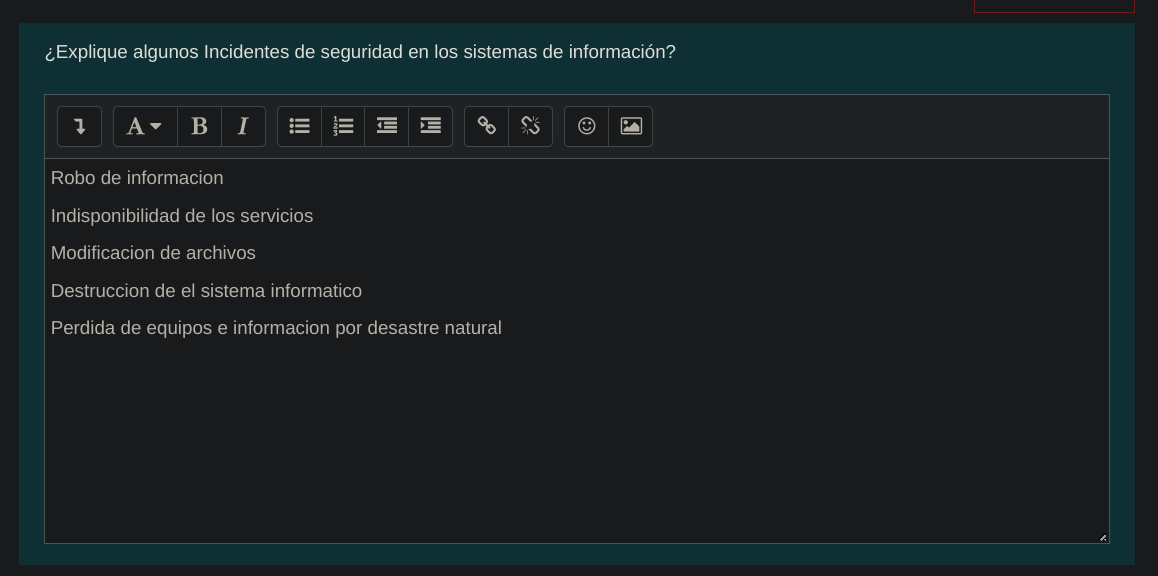 ¿Explique algunos Incidentes de seguridad en los sistemas de información?
A B I
Robo de informacion
Indisponibilidad de los servicios
Modificacion de archivos
Destruccion de el sistema informatico
Perdida de equipos e informacion por desastre natural